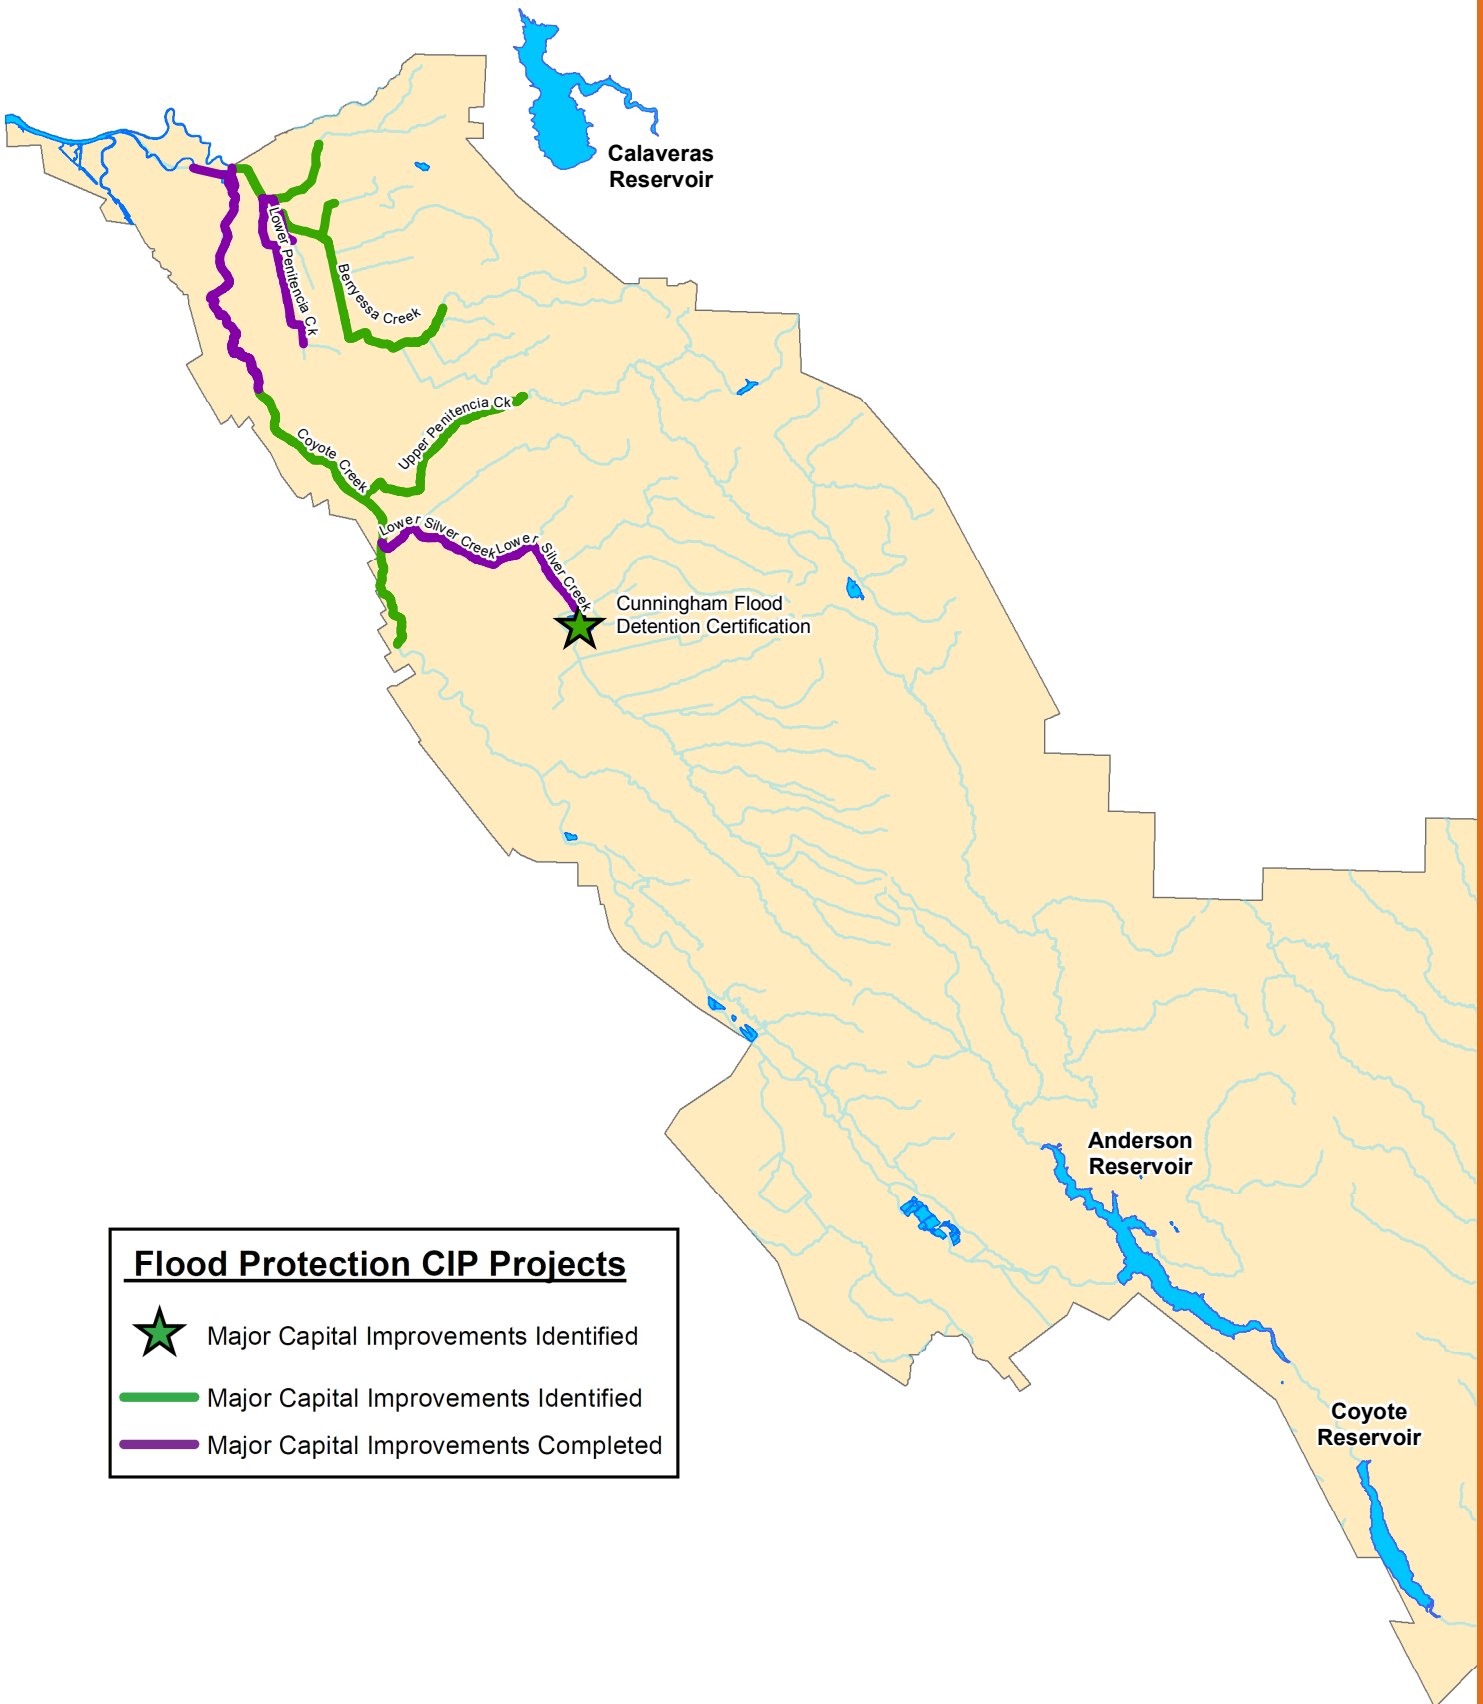 Calaveras
Reservoir
Lower Penitencia Ck
Berryessa Creek
Upper Penitencia Ck
Coyote Creek
Lower Silver Creek
Lower Silver Creek
Cunningham Flood
Detention Certification
Anderson
Reservoir
Flood Protection CIP Projects
Major Capital Improvements Identified
Major Capital Improvements Identified
Major Capital Improvements Completed
Coyote
Reservoir